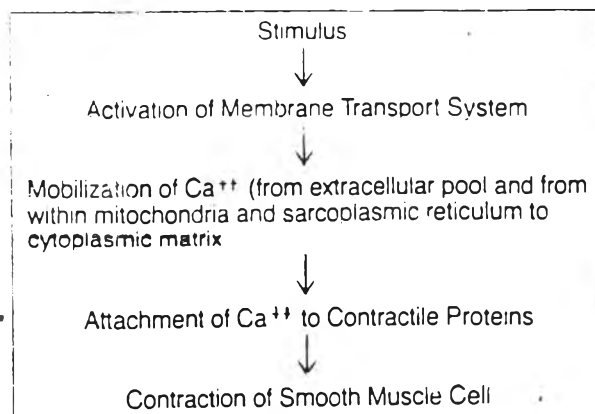 Stimulus
Activation of Membrane Transport System
Mobilization of Ca++ (from extracellular pool and from
within mitochondria and sarcoplasmic reticulum to
cytoplasmic matrix
Attachment of Ca++ to Contractile Proteins
Contraction of Smooth Muscle Cell